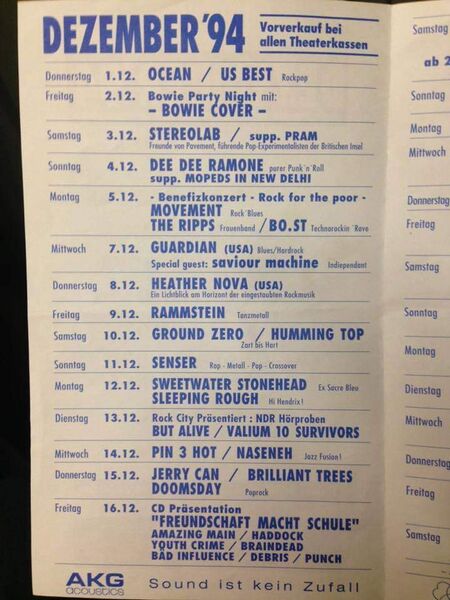 DEZEMBER '94
Vorverkauf bei
allen Theaterkassen
Donnerstag 1.12. OCEAN / US BEST Rockpop
Freitag 2.12. Bowie Party Night mit:
- BOWIE COVER -
Samstag 3.12. STEREOLAB / supp. PRAM
Freunde von Pavement, führende Pop-Experimentalisten der Britischen Insel
Sonntag 4.12. DEE DEE RAMONE purer Punk'n'Roll
supp. MOPEDS IN NEW DELHI
Montag 5.12. - Benefizkonzert - Rock for the poor -
MOVEMENT Rock'Blues
THE RIPPS Frauenband / BO.ST Technorockin'Rave
Mittwoch 7.12. GUARDIAN (USA) Blues/Hardrock
Special guest: saviour machine Indiependant
Donnerstag 8.12. HEATHER NOVA (USA)
Ein Lichtblick am Horizont der eingestaubten Rockmusik
Freitag 9.12. RAMMSTEIN Tanzmetall
Samstag 10.12. GROUND ZERO / HUMMING TOP
Zart bis Hart
Sonntag 11.12. SENSER Rap - Metall - Pop - Crossover
Montag 12.12. SWEETWATER STONEHEAD Ex Sacre Bleu
SLEEPING ROUGH Hi Hendrix!
Dienstag 13.12. Rock City Präsentiert : NDR Hörproben
BUT ALIVE / VALIUM 10 SURVIVORS
Mittwoch 14.12. PIN 3 HOT / NASENEH Jazz Fusion!
Donnerstag 15.12. JERRY CAN / BRILLIANT TREES
DOOMSDAY Poprock
Freitag 16.12. CD Präsentation
"FREUNDSCHAFT MACHT SCHULE"
AMAZING MAIN / HADDOCK
YOUTH CRIME / BRAINDEAD
BAD INFLUENCE / DEBRIS / PUNCH
AKG
acoustics
Sound ist kein Zufall
Samstag
ab 2
Sonntag
Montag
Mittwoch
Donnerstag
Freitag
Samstag
Sonntag
Montag
Dienstag
Mittwoch
Donnerstag
Freitag
Samstag